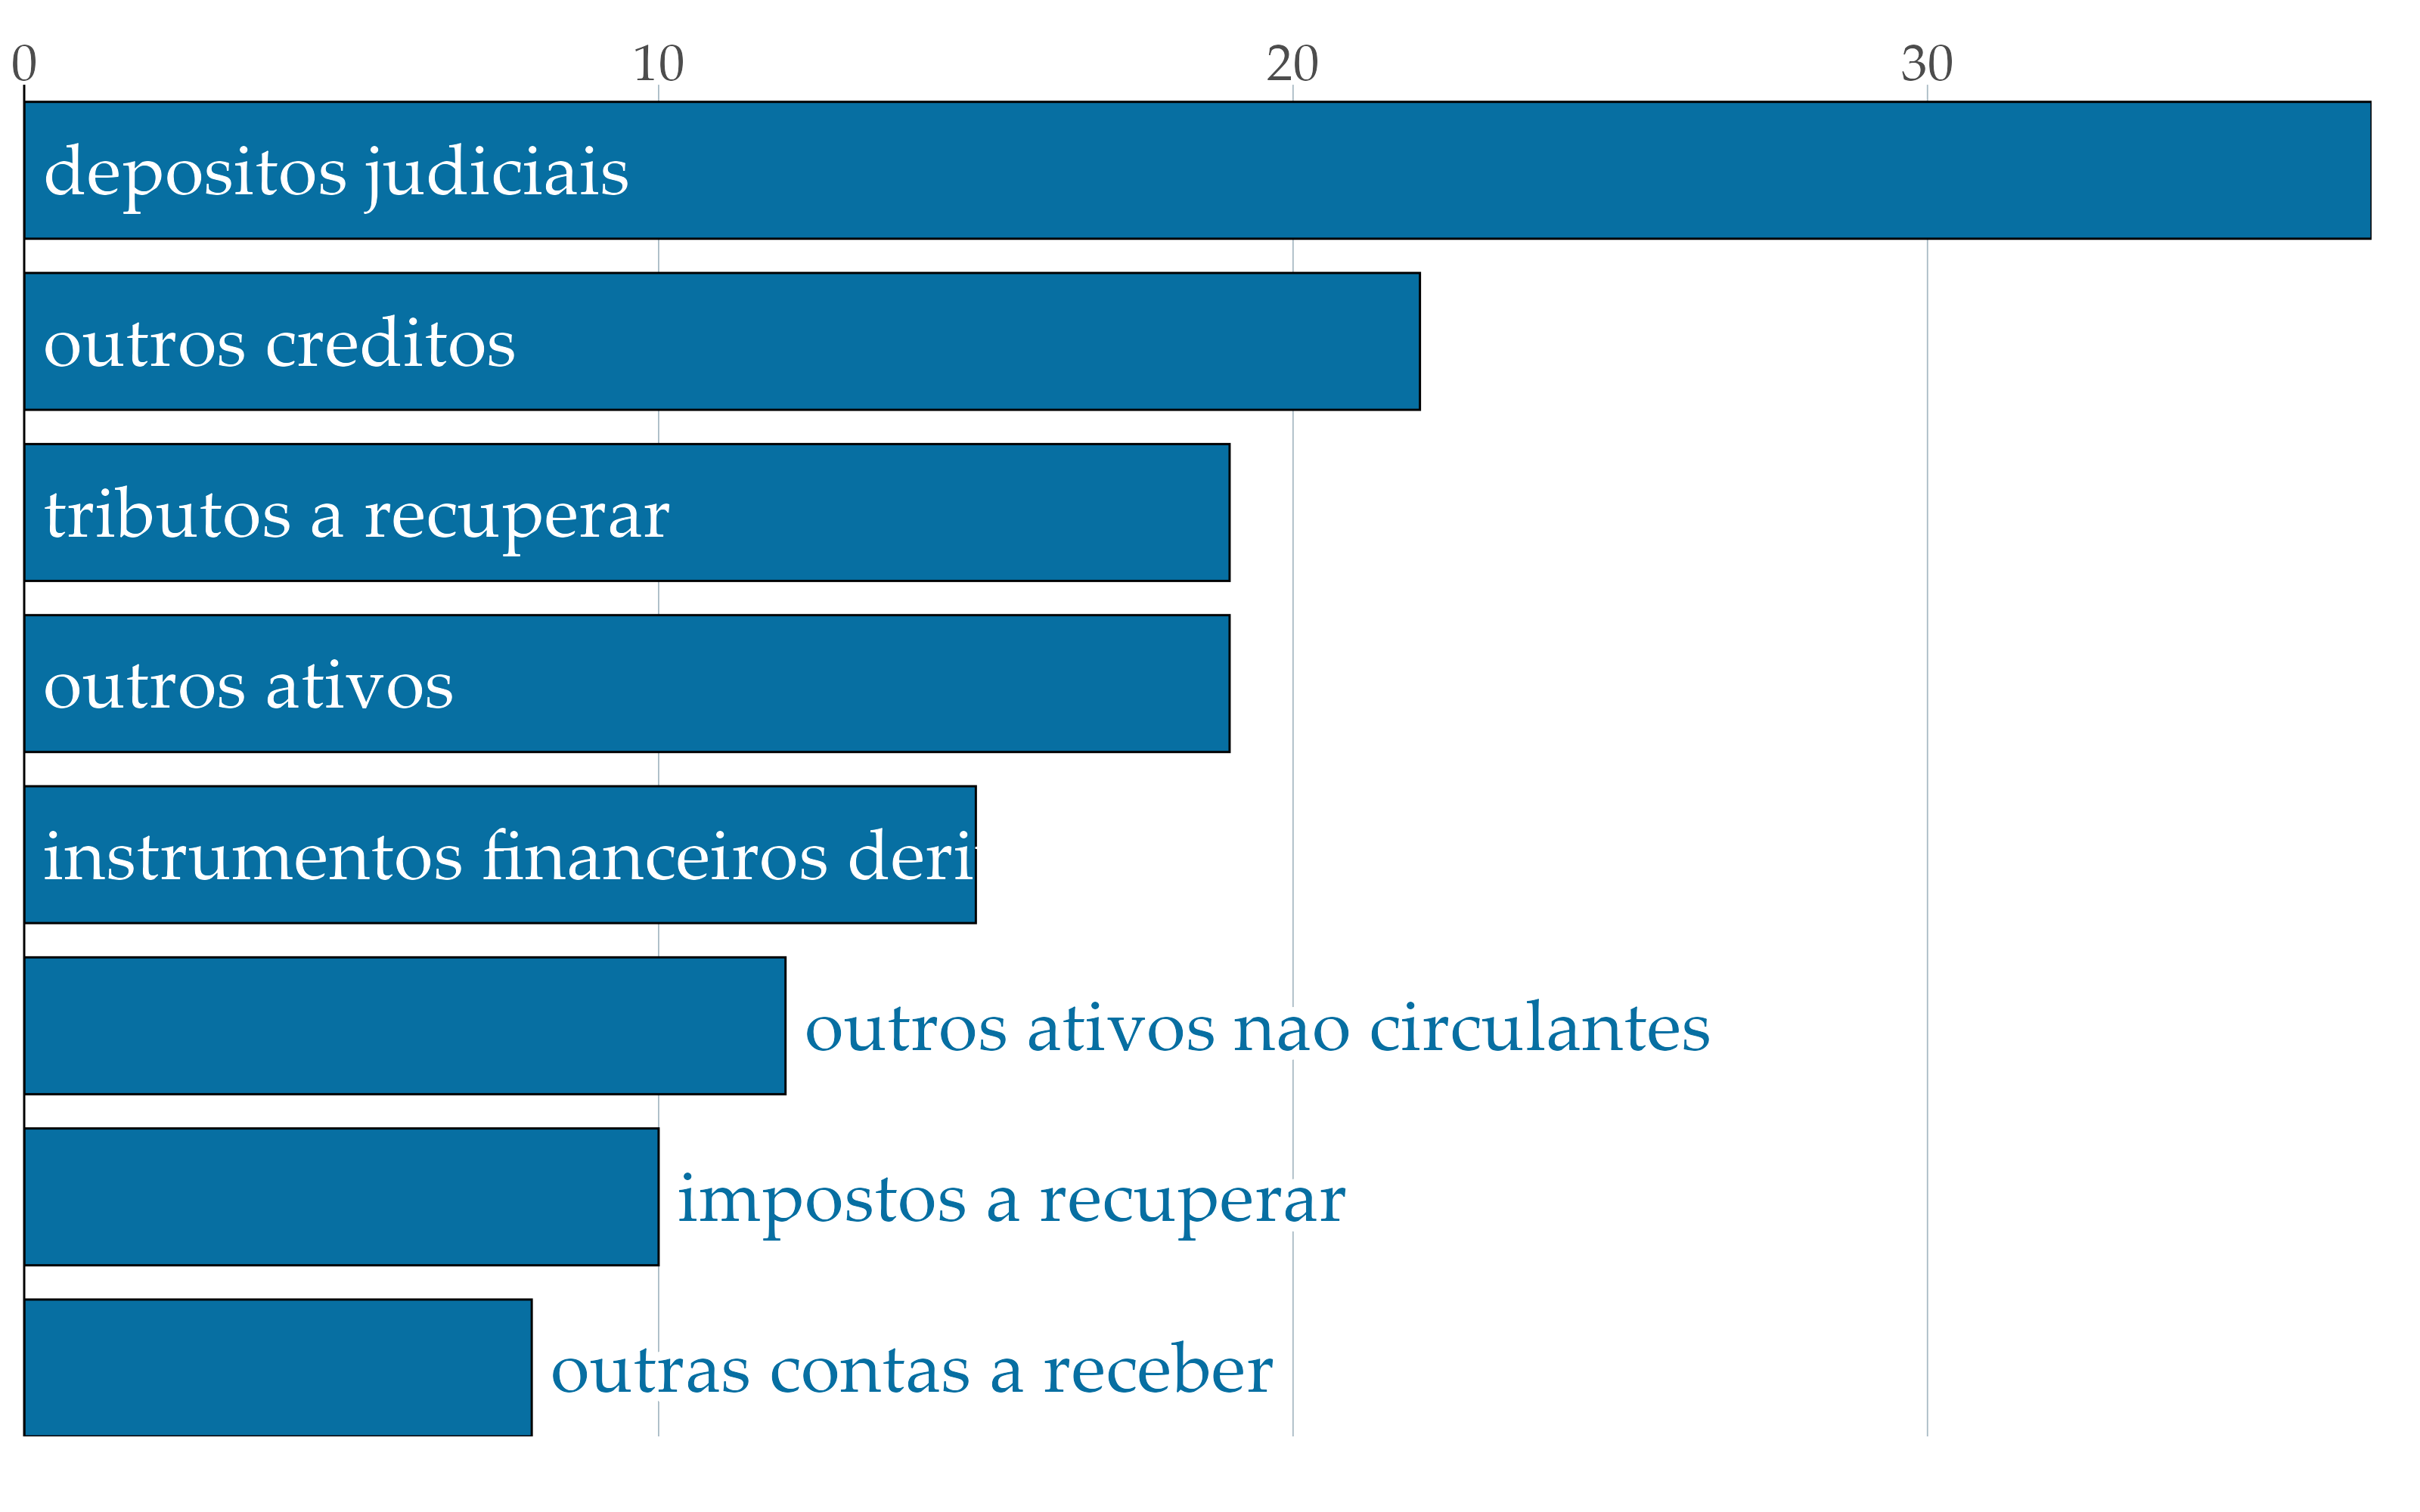 0 10 20 30
depositos judiciais
outros creditos
tributos a recuperar
outros ativos
instrumentos financeiros deri
outros ativos nao circulantes
impostos a recuperar
outras contas a receber